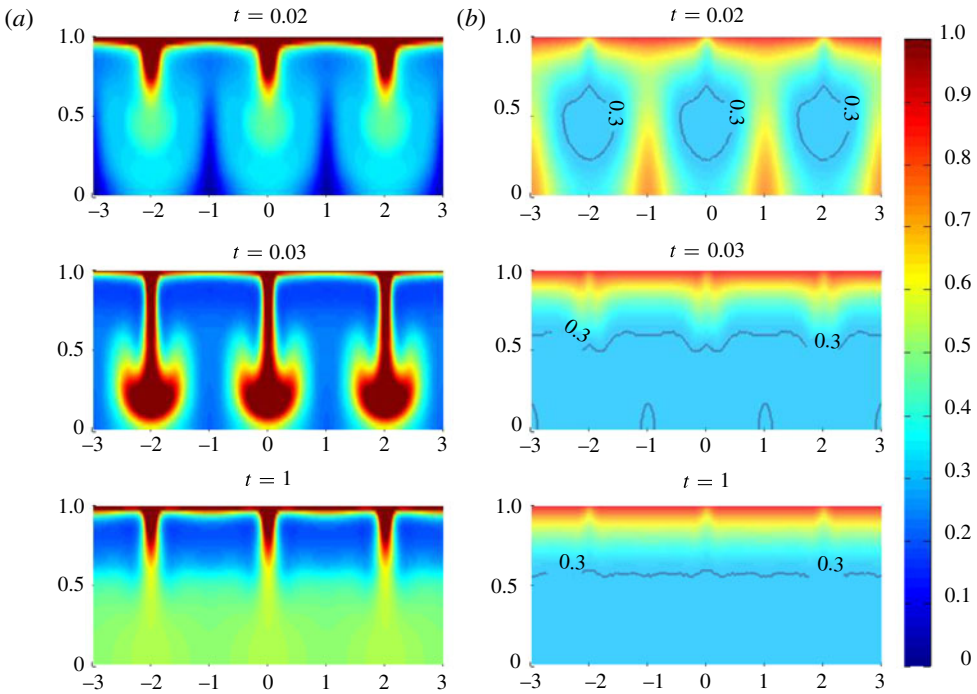 (a) t = 0.02 (b) t = 0.02
1.0 1.0 1.0
0.9
0.3 0.3 0.3
0.5 0.5
0.8
0 0
–3 –2 –1 0 1 2 3 –3 –2 –1 0 1 2 3
0.7
t = 0.03 t = 0.03
1.0 1.0
0.6
0.3 0.3
0.5 0.5
0.5
0.4
0 0
–3 –2 –1 0 1 2 3 –3 –2 –1 0 1 2 3
t = 1 t = 1
0.3
1.0 1.0
0.3 0.3
0.5 0.5
0.2
0.1
0 0 0
–3 –2 –1 0 1 2 3 –3 –2 –1 0 1 2 3